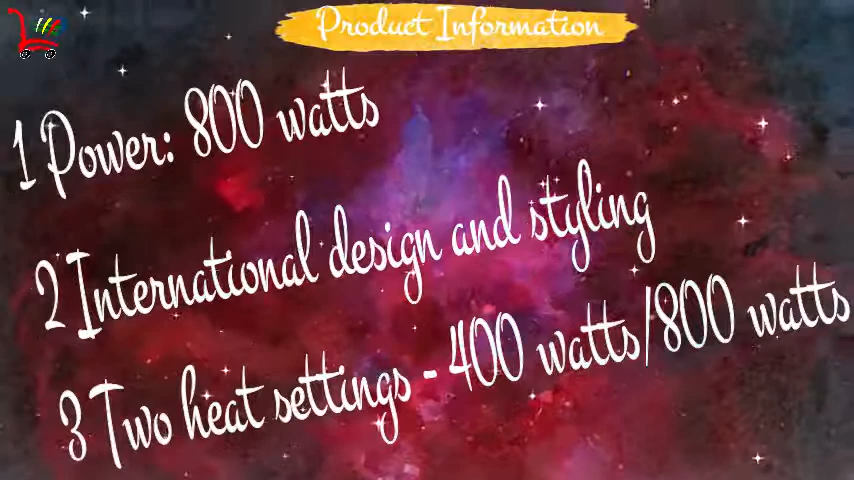 Product Information
1 Power: 800 watts
2 International design and styling
3 Two heat settings - 400 watts/800 watts